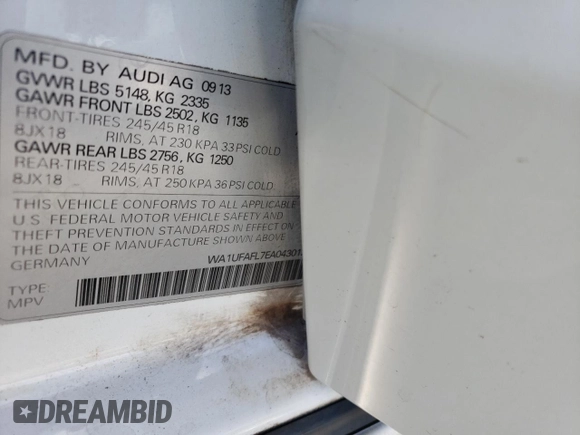 MFD. BY AUDI AG 09 13
GVWR LBS 5148, KG 2335
GAWR FRONT LBS 2502, KG 1135
FRONT-TIRES 245/45 R18
8JX18 RIMS, AT 230 KPA 33 PSI COLD
GAWR REAR LBS 2756, KG 1250
REAR-TIRES 245/45 R18
8JX18 RIMS, AT 250 KPA 36 PSI COLD.
THIS VEHICLE CONFORMS TO ALL APPLICABLE
U.S. FEDERAL MOTOR VEHICLE SAFETY AND
THEFT PREVENTION STANDARDS IN EFFECT ON
THE DATE OF MANUFACTURE SHOWN ABOVE.
GERMANY
WA1UFAFL7EA04301
TYPE:
MPV
DREAMBID